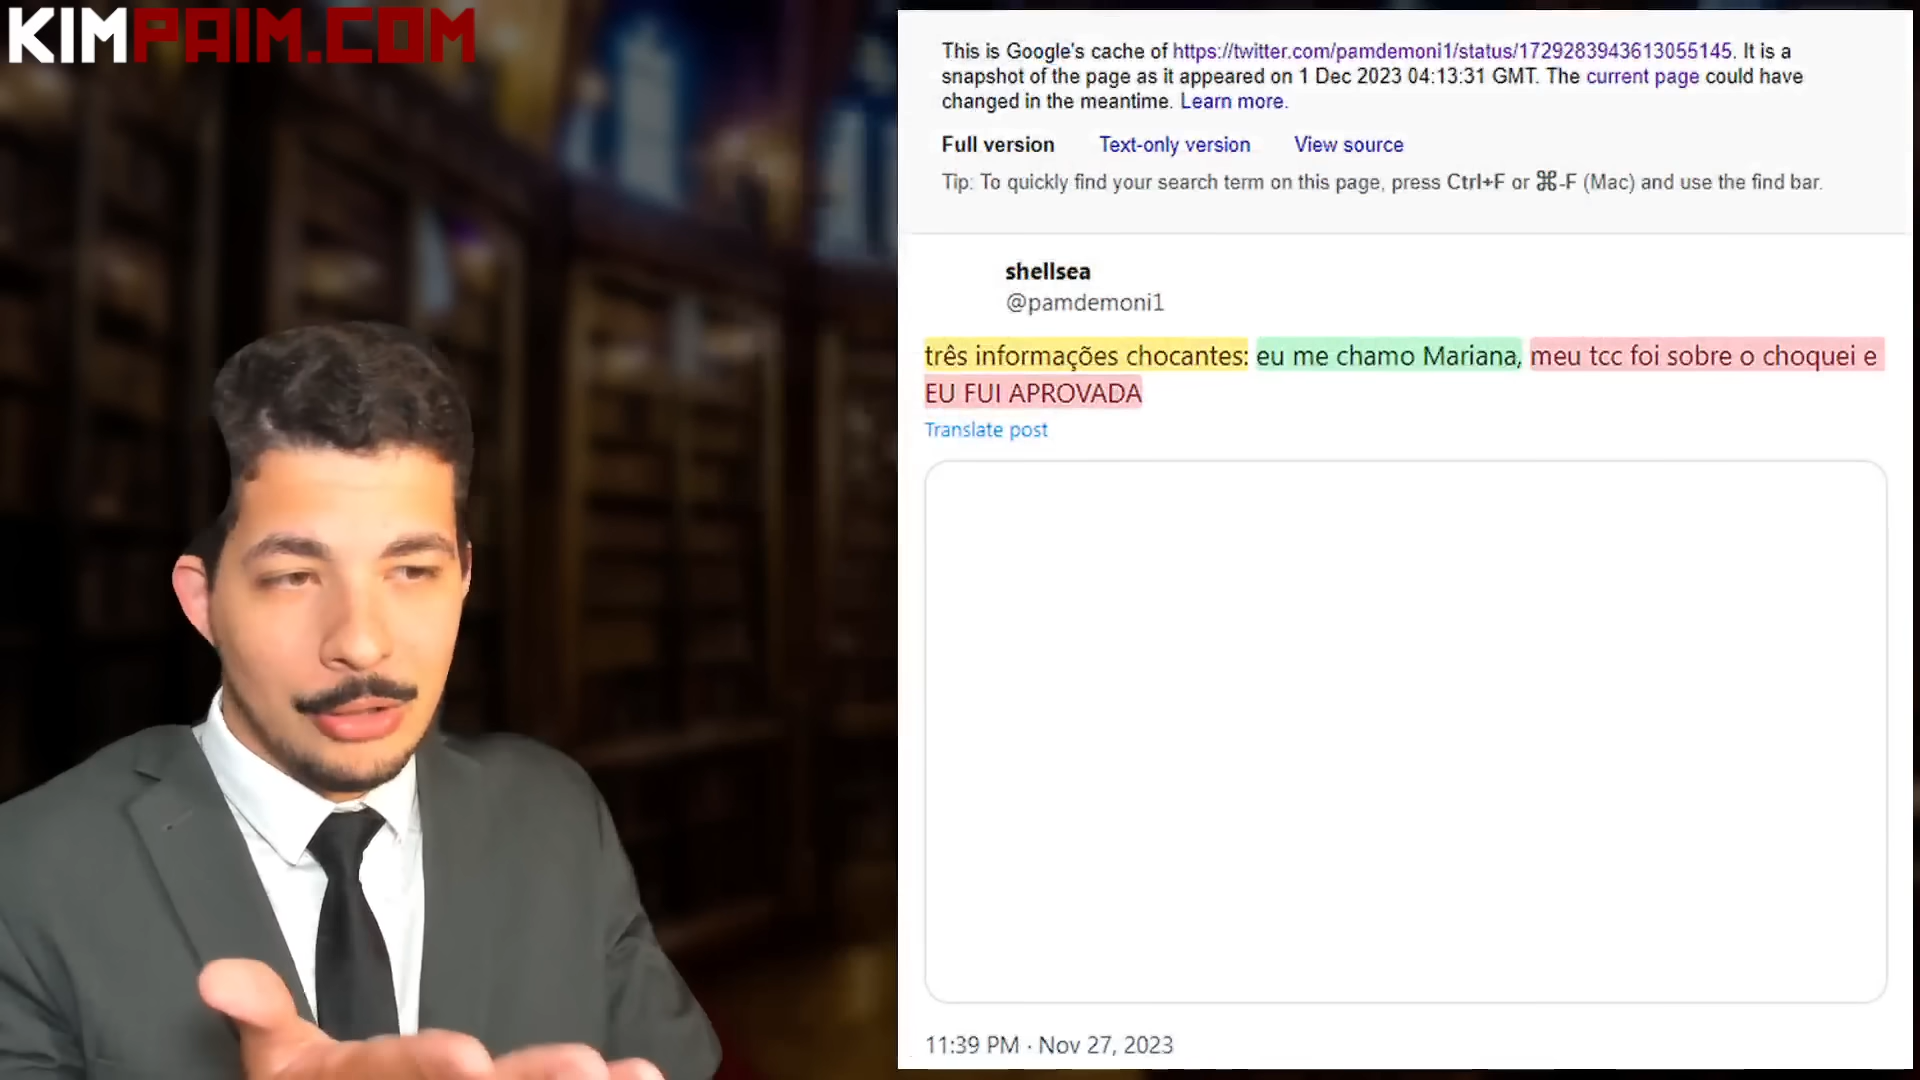 KIMPAIM.COM
This is Google's cache of https://twitter.com/pamdemoni1/status/1729283943613055145. It is a
snapshot of the page as it appeared on 1 Dec 2023 04:13:31 GMT. The current page could have
changed in the meantime. Learn more.
Full version Text-only version View source
Tip: To quickly find your search term on this page, press Ctrl+F or ⌘-F (Mac) and use the find bar.
shellsea
@pamdemoni1
três informações chocantes: eu me chamo Mariana, meu tcc foi sobre o choquei e
EU FUI APROVADA
Translate post
11:39 PM · Nov 27, 2023